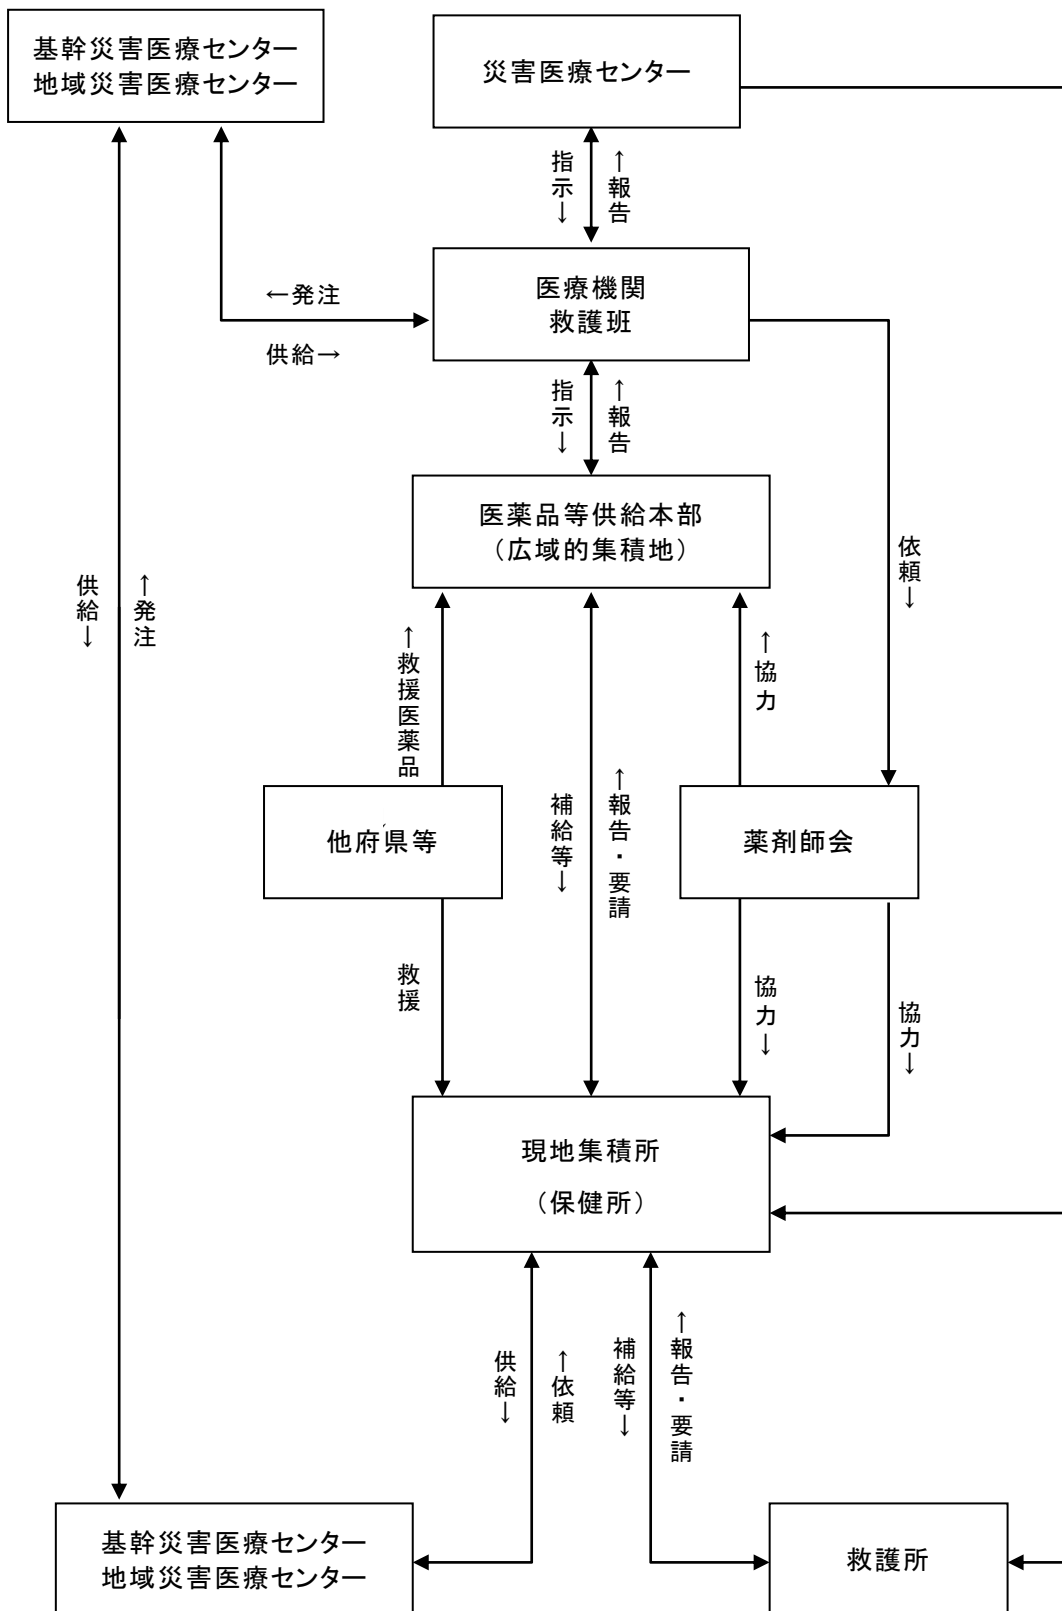 基幹災害医療センター
地域災害医療センター
災害医療センター
指示↓
↑報告
医療機関
救護班
←発注
供給→
指示↓
↑報告
医薬品等供給本部
（広域的集積地）
依頼↓
供給↓
↑発注
↑救援医薬品
↑協力
補給等↓
↑報告・要請
他府県等
薬剤師会
救援
協力↓
協力↓
現地集積所
（保健所）
供給↓
↑依頼
補給等↓
↑報告・要請
基幹災害医療センター
地域災害医療センター
救護所